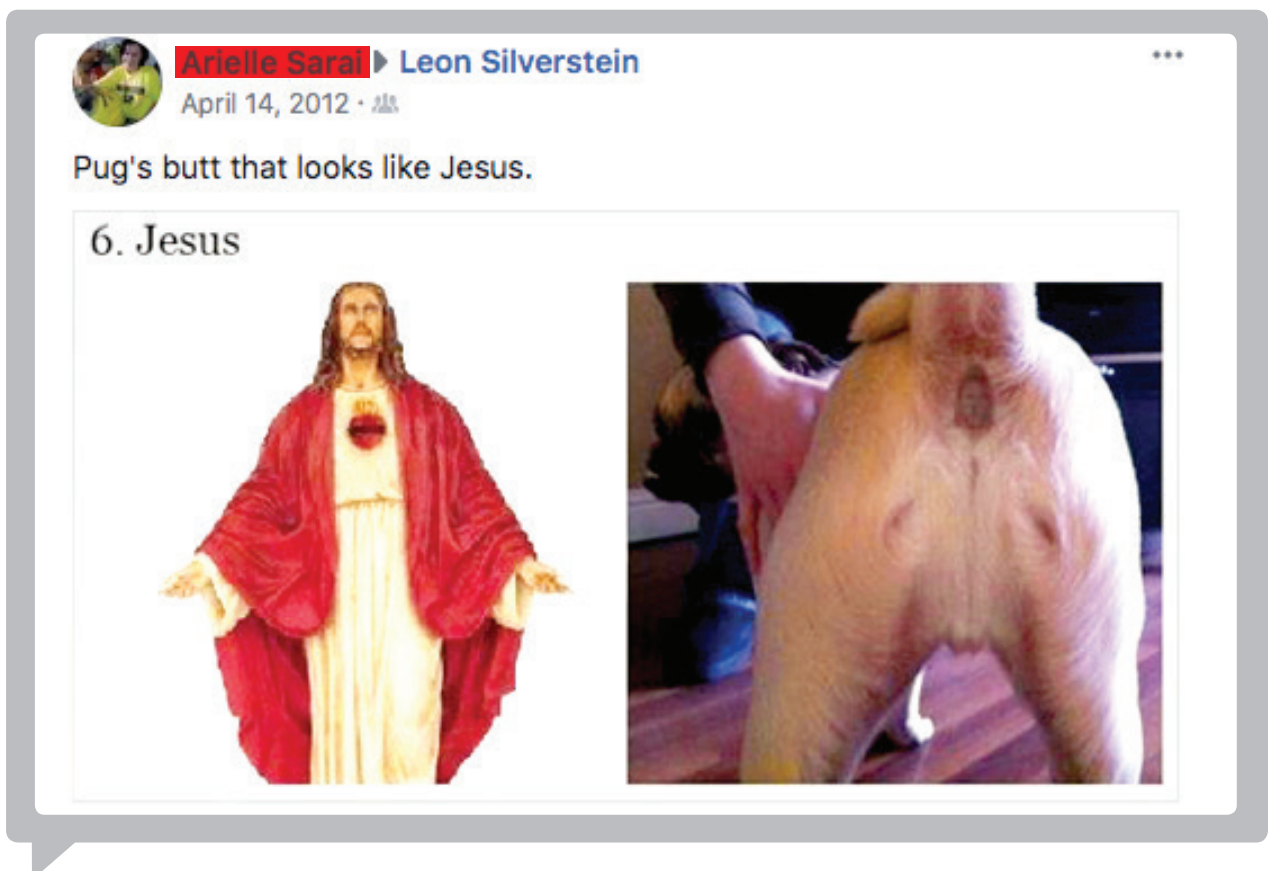 Arielle Sarai Leon Silverstein
April 14, 2012 ·
Pug's butt that looks like Jesus.
6. Jesus